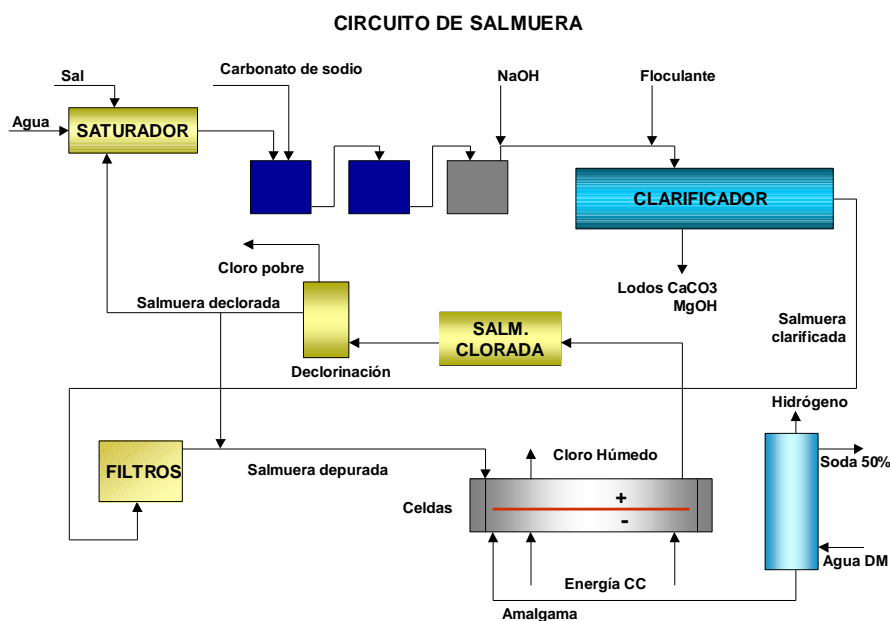 CIRCUITO DE SALMUERA
Sal
Carbonato de sodio
NaOH
Floculante
Agua
SATURADOR
CLARIFICADOR
Cloro pobre
Lodos CaCO3
MgOH
Salmuera declorada
Salmuera
clarificada
SALM.
CLORADA
Declorinación
Hidrógeno
FILTROS
Salmuera depurada
Cloro Húmedo
Soda 50%
Celdas
+
-
Agua DM
Energía CC
Amalgama